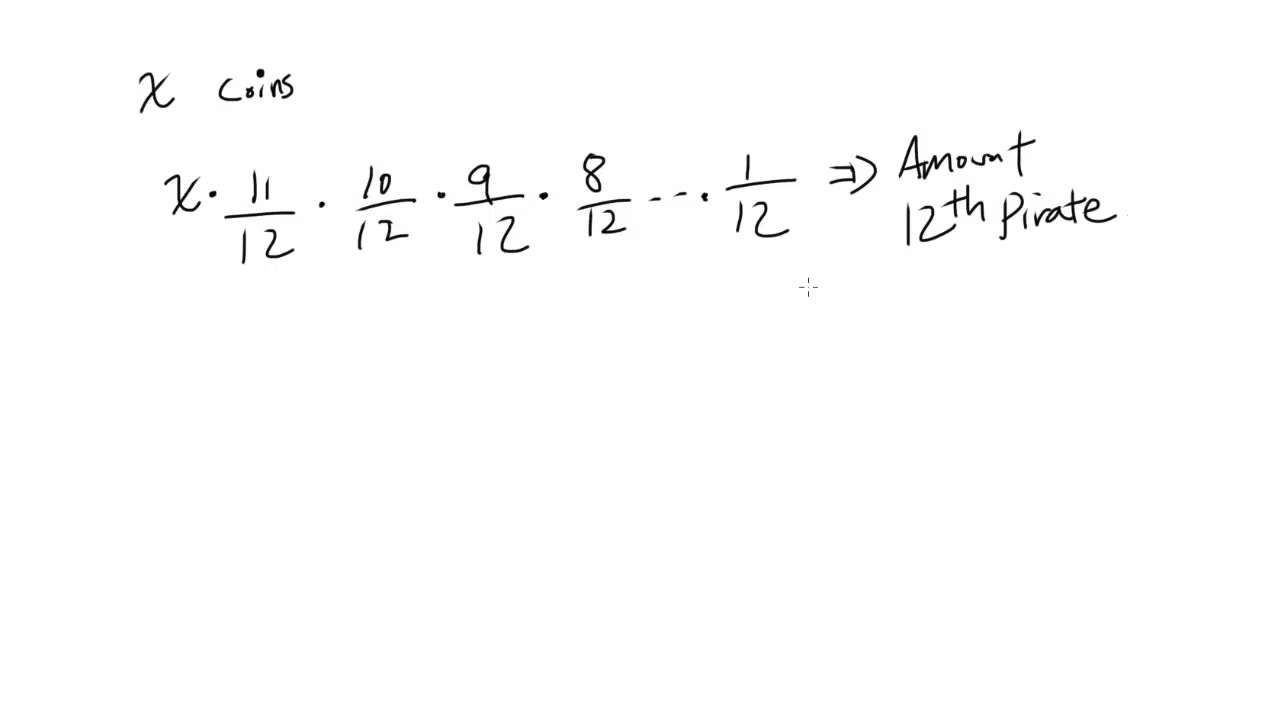 x coins
x · 11/12 · 10/12 · 9/12 · 8/12 --- · 1/12 ⇒ Amount
12th Pirate